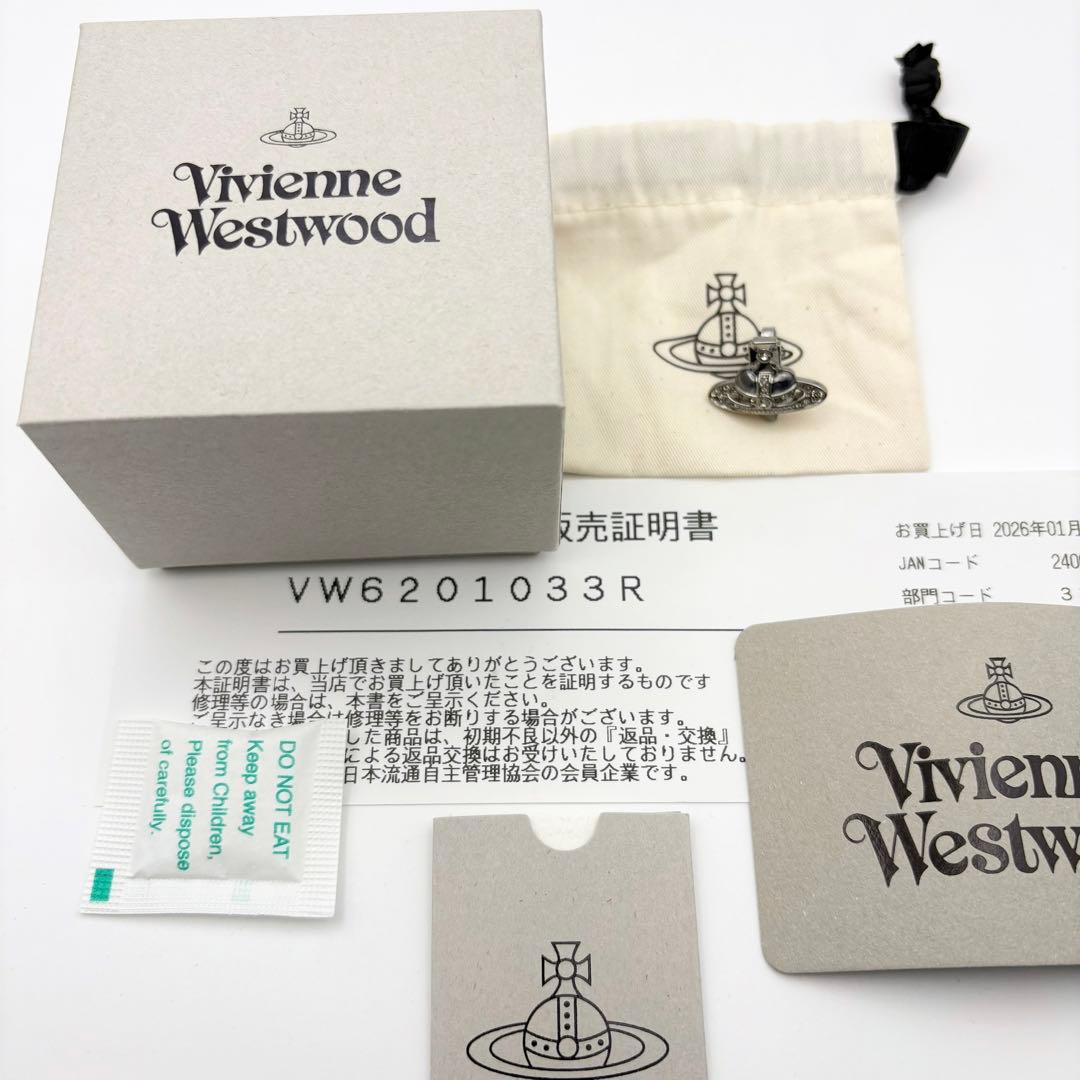 Vivienne
Westwood
販売証明書
お買上げ日 2026年01月
JANコード 240
部門コード 3
VW6201033R
この度はお買上げ頂きましてありがとうございます。
本証明書は、当店でお買上げ頂いたことを証明するものです
修理等の場合は、本書をご呈示ください。
ご呈示なき場合は修理等をお断りする場合がございます。
した商品は、初期不良以外の『返品・交換』
による返品交換はお受けいたしておりません。
日本流通自主管理協会の会員企業です。
DO NOT EAT
Keep away
from Children,
Please dispose
of carefully.
Vivien
Westw